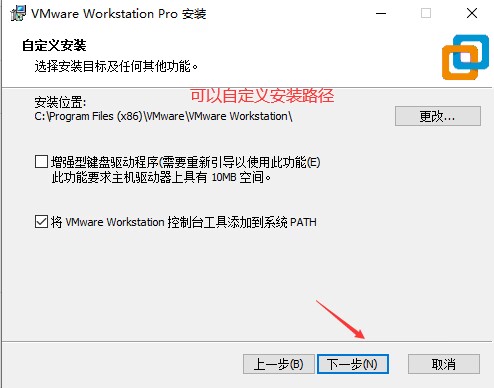 VMware Workstation Pro 安装
自定义安装
选择安装目标及任何其他功能。
可以自定义安装路径
安装位置:
C:\Program Files (x86)\VMware\VMware Workstation\
更改...
增强型键盘驱动程序(需要重新引导以使用此功能(E)
此功能要求主机驱动器上具有 10MB 空间。
将 VMware Workstation 控制台工具添加到系统 PATH
上一步(B)
下一步(N)
取消